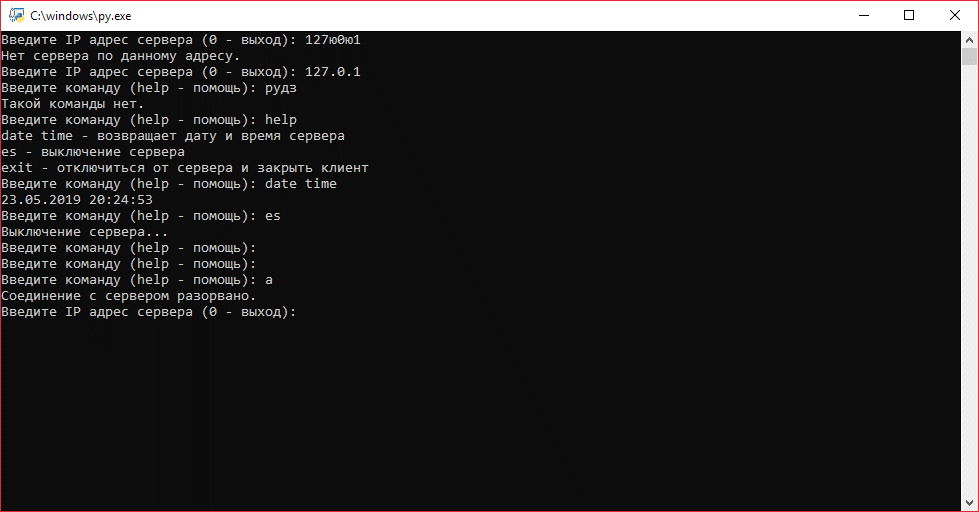 C:\windows\py.exe
Введите IP адрес сервера (0 - выход): 127ю0ю1
Нет сервера по данному адресу.
Введите IP адрес сервера (0 - выход): 127.0.1
Введите команду (help - помощь): рудз
Такой команды нет.
Введите команду (help - помощь): help
date time - возвращает дату и время сервера
es - выключение сервера
exit - отключиться от сервера и закрыть клиент
Введите команду (help - помощь): date time
23.05.2019 20:24:53
Введите команду (help - помощь): es
Выключение сервера...
Введите команду (help - помощь):
Введите команду (help - помощь):
Введите команду (help - помощь): a
Соединение с сервером разорвано.
Введите IP адрес сервера (0 - выход):